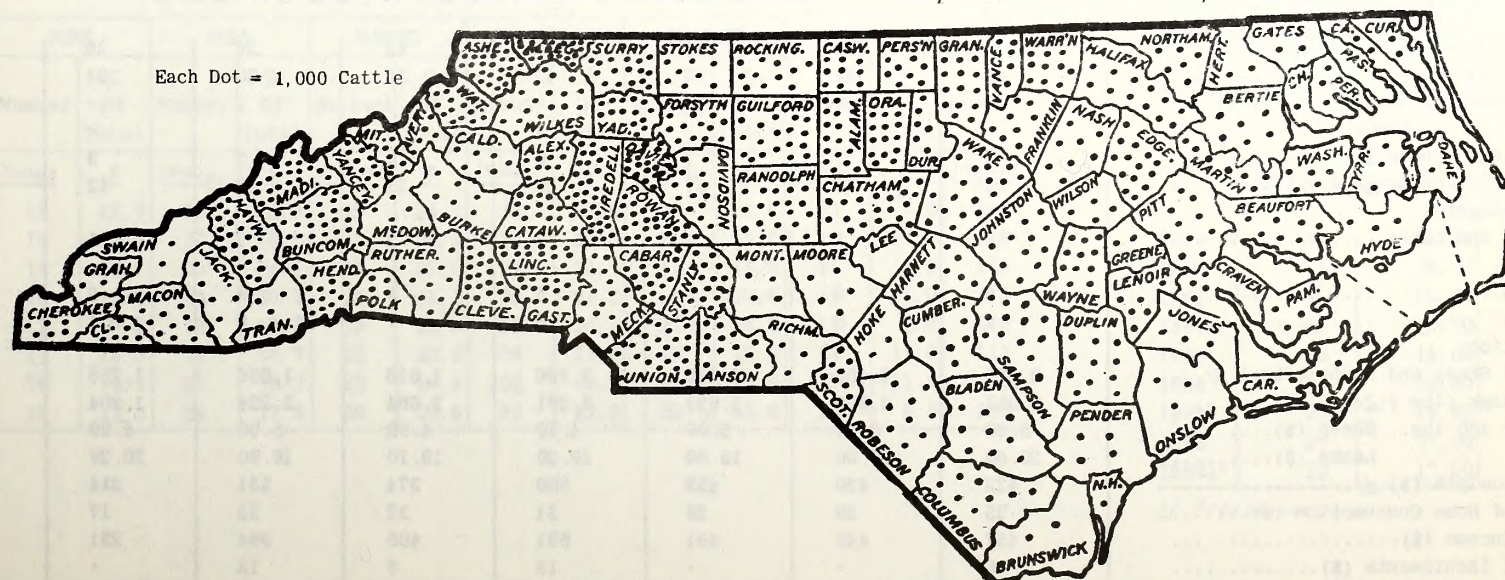 Each Dot = 1,000 Cattle
ASHE
ALLEG.
SURRY
STOKES
ROCKING.
CASW.
PERS'N
GRAN.
VANCE
WARR'N
HALIFAX
NORTHAM.
HERT.
GATES
CA.
CUR.
PAS.
PER.
CH.
WAT.
WILKES
YAD.
FORSYTH
GUILFORD
ALAM.
ORA.
DUR.
FRANKLIN
NASH
EDGE.
BERTIE
MIT.
AVERY
CALD.
ALEX.
IREDELL
DAVIE
DAVIDSON
RANDOLPH
CHATHAM
WAKE
WILSON
MARTIN
WASH.
TYRR.
DARE
MADI.
YANCEY
McDOW.
BURKE
CATAW.
ROWAN
JOHNSTON
PITT
BEAUFORT
HYDE
SWAIN
HAYW.
BUNCOM.
RUTHER.
LINC.
CABAR.
STANLY
MONT.
MOORE
LEE
HARNETT
WAYNE
GREENE
LENOIR
CRAVEN
PAM.
GRAH.
JACK.
HEND.
POLK
CLEVE.
GAST.
MECK.
RICHM.
HOKE
CUMBER.
SAMPSON
DUPLIN
JONES
CHEROKEE
CL.
MACON
TRAN.
UNION
ANSON
SCOT.
ROBESON
BLADEN
PENDER
ONSLOW
CAR.
COLUMBUS
BRUNSWICK
N.H.